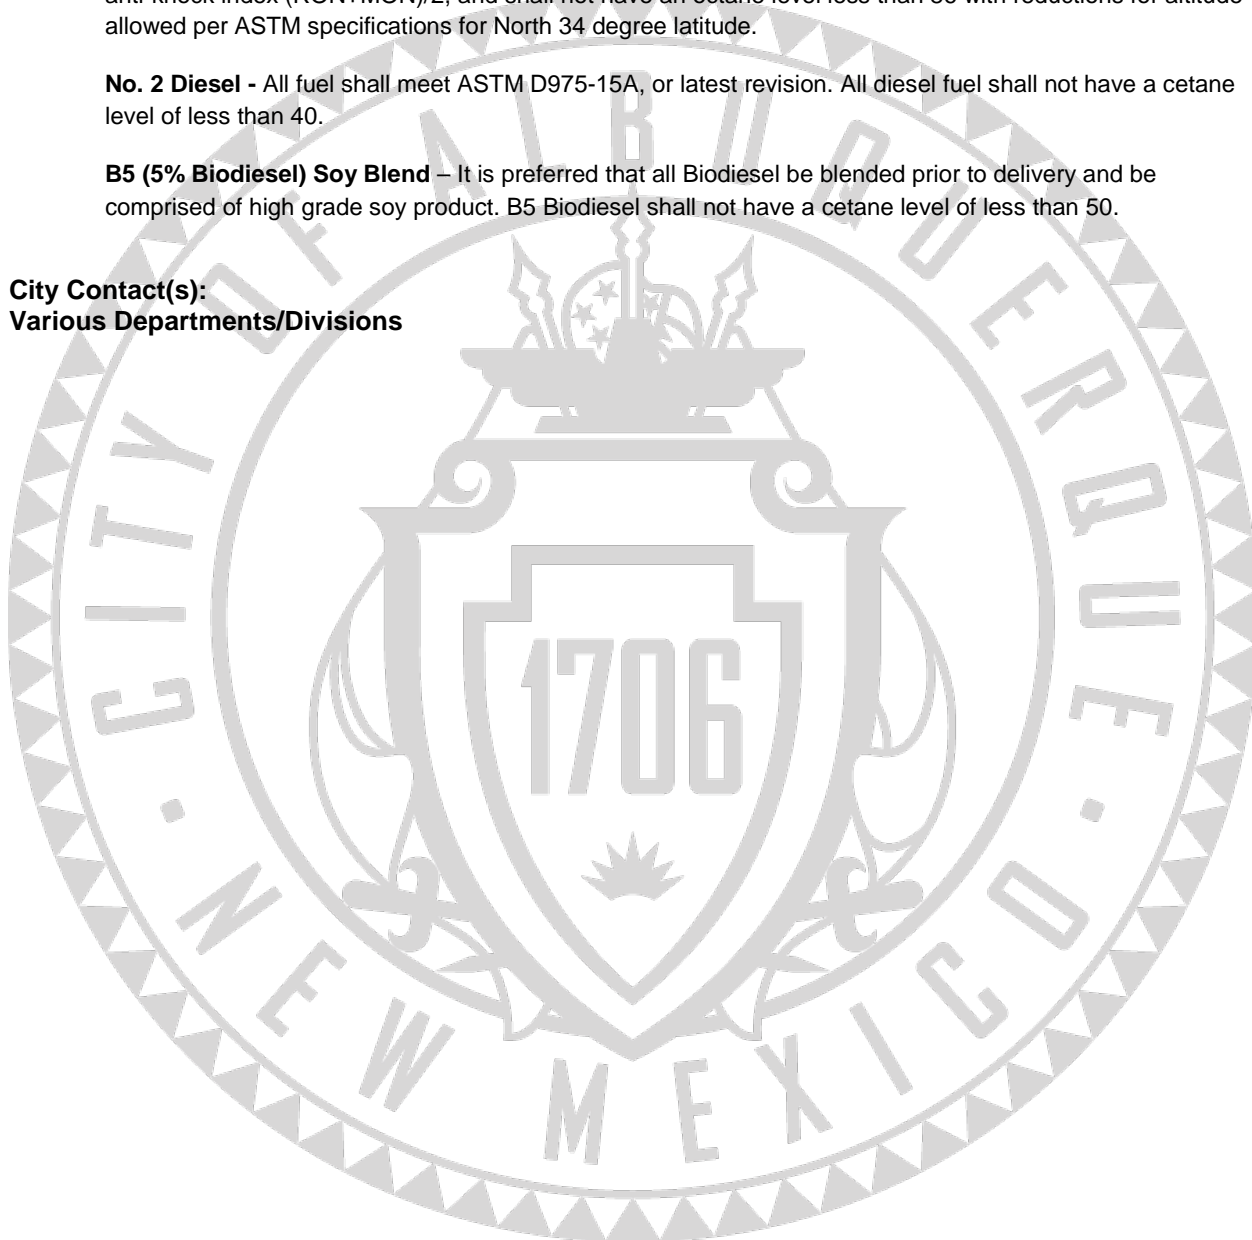 allowed per ASTM specifications for North 34 degree latitude.
No. 2 Diesel - All fuel shall meet ASTM D975-15A, or latest revision. All diesel fuel shall not have a cetane
level of less than 40.
B5 (5% Biodiesel) Soy Blend – It is preferred that all Biodiesel be blended prior to delivery and be
comprised of high grade soy product. B5 Biodiesel shall not have a cetane level of less than 50.
City Contact(s):
Various Departments/Divisions
CITY OF ALBUQUERQUE · NEW MEXICO ·
1706